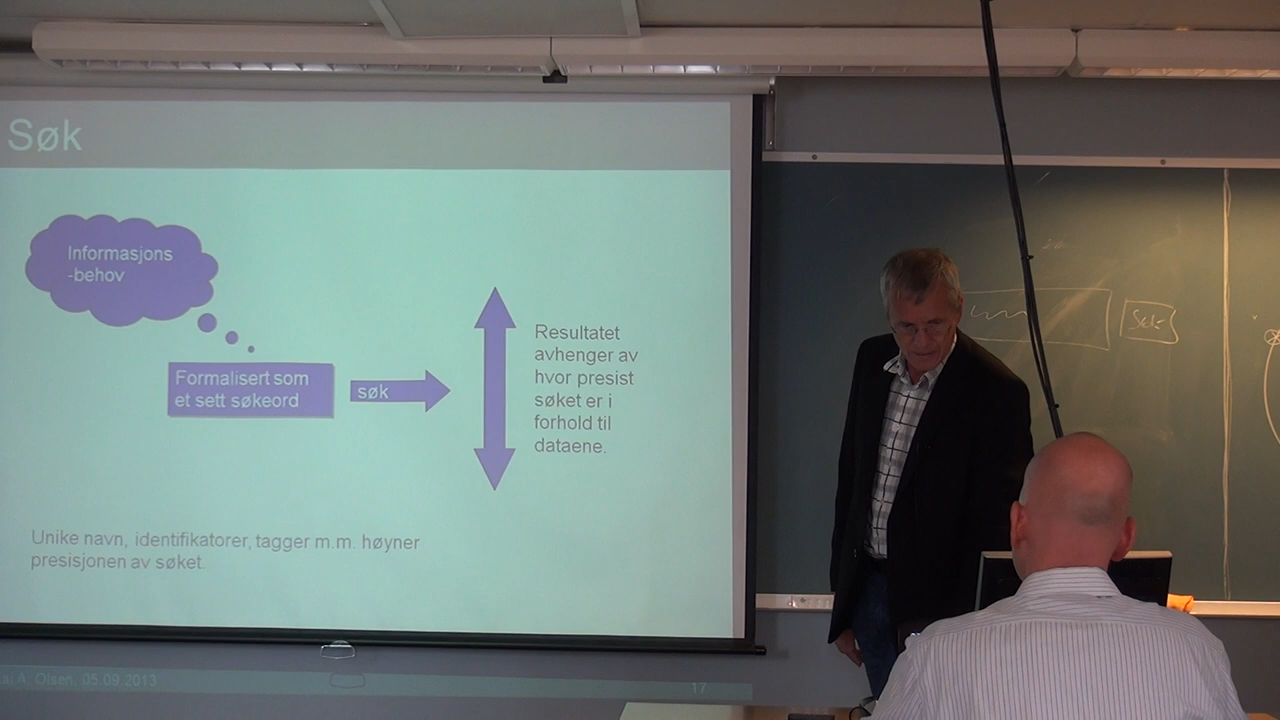 Søk
Informasjons
-behov
Formalisert som
et sett søkeord
søk
Resultatet
avhenger av
hvor presist
søket er i
forhold til
dataene.
Unike navn, identifikatorer, tagger m.m. høyner
presisjonen av søket.
A. Olsen, 05.09.2013
17